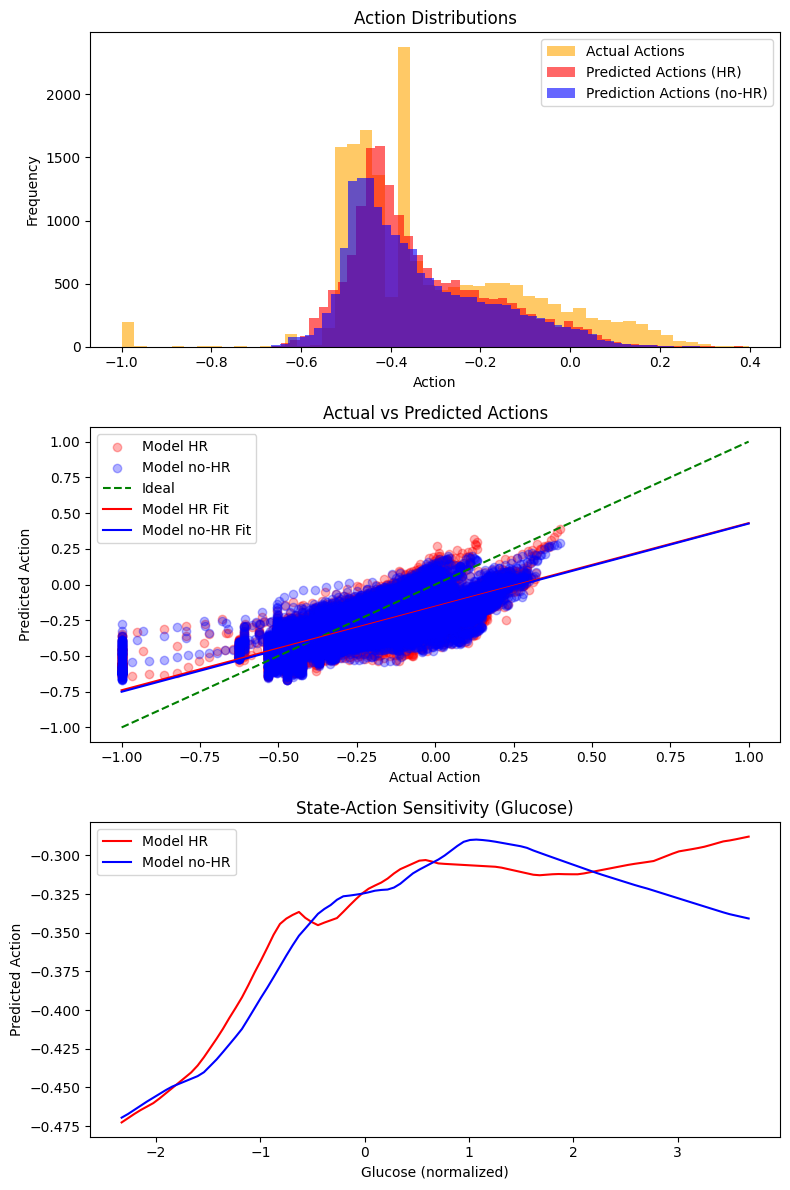 Action Distributions
Actual Actions
Predicted Actions (HR)
Prediction Actions (no-HR)
Frequency
2000
1500
1000
500
0
−1.0 −0.8 −0.6 −0.4 −0.2 0.0 0.2 0.4
Action
Actual vs Predicted Actions
Model HR
Model no-HR
Ideal
Model HR Fit
Model no-HR Fit
Predicted Action
1.00
0.75
0.50
0.25
0.00
−0.25
−0.50
−0.75
−1.00
−1.00 −0.75 −0.50 −0.25 0.00 0.25 0.50 0.75 1.00
Actual Action
State-Action Sensitivity (Glucose)
Model HR
Model no-HR
Predicted Action
−0.300
−0.325
−0.350
−0.375
−0.400
−0.425
−0.450
−0.475
−2 −1 0 1 2 3
Glucose (normalized)